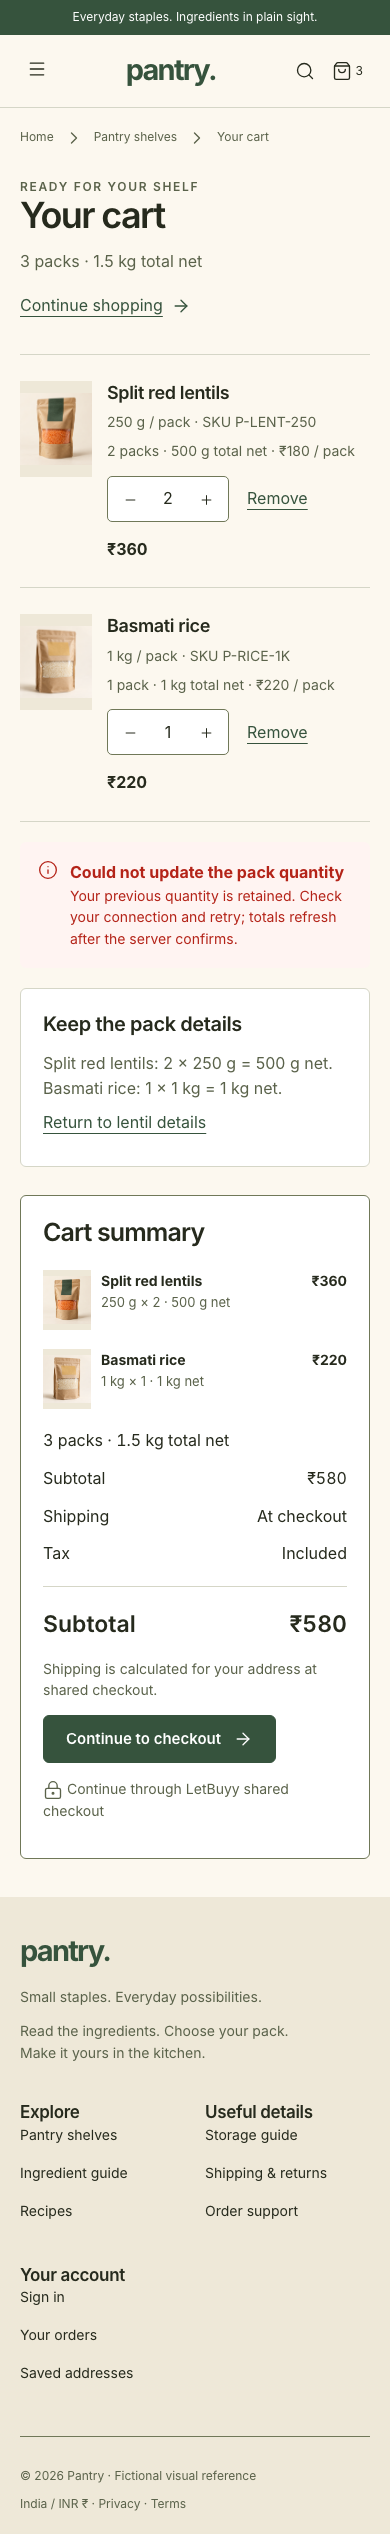 Everyday staples. Ingredients in plain sight.
pantry.
3
Home
Pantry shelves
Your cart
READY FOR YOUR SHELF
Your cart
3 packs · 1.5 kg total net
Continue shopping
Split red lentils
250 g / pack · SKU P-LENT-250
2 packs · 500 g total net · ₹180 / pack
− 2 + Remove
₹360
Basmati rice
1 kg / pack · SKU P-RICE-1K
1 pack · 1 kg total net · ₹220 / pack
− 1 + Remove
₹220
Could not update the pack quantity
Your previous quantity is retained. Check
your connection and retry; totals refresh
after the server confirms.
Keep the pack details
Split red lentils: 2 × 250 g = 500 g net.
Basmati rice: 1 × 1 kg = 1 kg net.
Return to lentil details
Cart summary
Split red lentils ₹360
250 g × 2 · 500 g net
Basmati rice ₹220
1 kg × 1 · 1 kg net
3 packs · 1.5 kg total net
Subtotal ₹580
Shipping At checkout
Tax Included
Subtotal ₹580
Shipping is calculated for your address at
shared checkout.
Continue to checkout
Continue through LetBuyy shared
checkout
pantry.
Small staples. Everyday possibilities.
Read the ingredients. Choose your pack.
Make it yours in the kitchen.
Explore
Pantry shelves
Ingredient guide
Recipes
Useful details
Storage guide
Shipping & returns
Order support
Your account
Sign in
Your orders
Saved addresses
© 2026 Pantry · Fictional visual reference
India / INR ₹ · Privacy · Terms